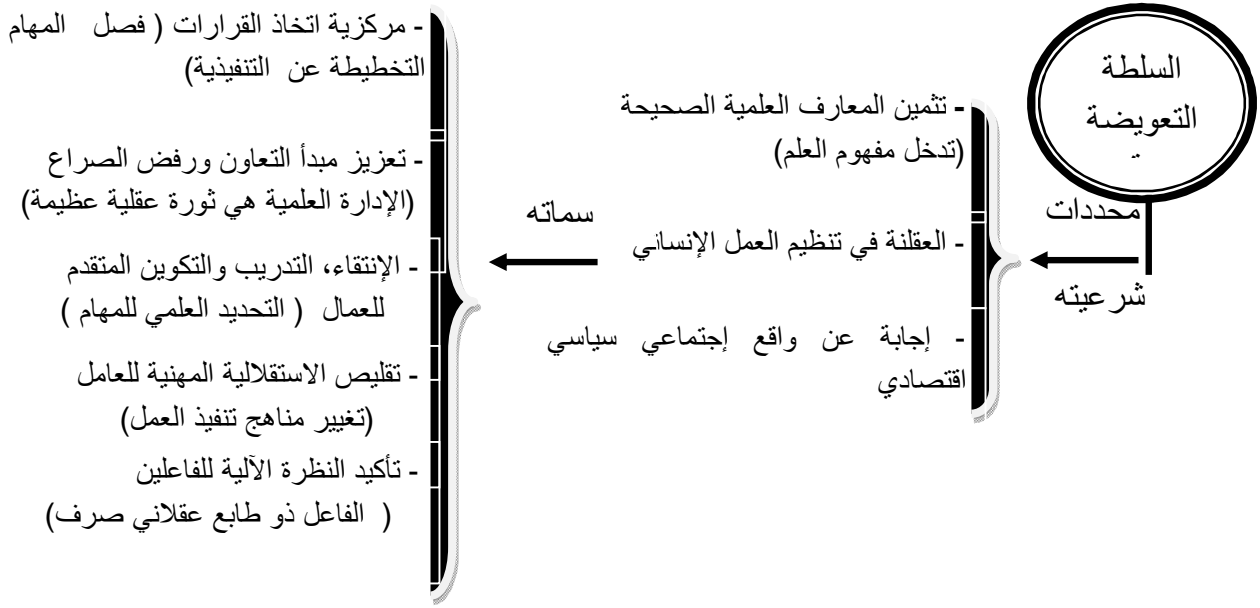 السلطة
التعويضة
محددات
شرعيته
- تثمين المعارف العلمية الصحيحة
(تدخل مفهوم العلم)
- العقلنة في تنظيم العمل الإنساني
- إجابة عن واقع إجتماعي سياسي
اقتصادي
سماته
- مركزية اتخاذ القرارات ( فصل المهام
التخطيطة عن التنفيذية)
- تعزيز مبدأ التعاون ورفض الصراع
(الإدارة العلمية هي ثورة عقلية عظيمة)
- الإنتقاء، التدريب والتكوين المتقدم
للعمال ( التحديد العلمي للمهام )
- تقليص الاستقلالية المهنية للعامل
(تغيير مناهج تنفيذ العمل)
- تأكيد النظرة الآلية للفاعلين
( الفاعل ذو طابع عقلاني صرف)